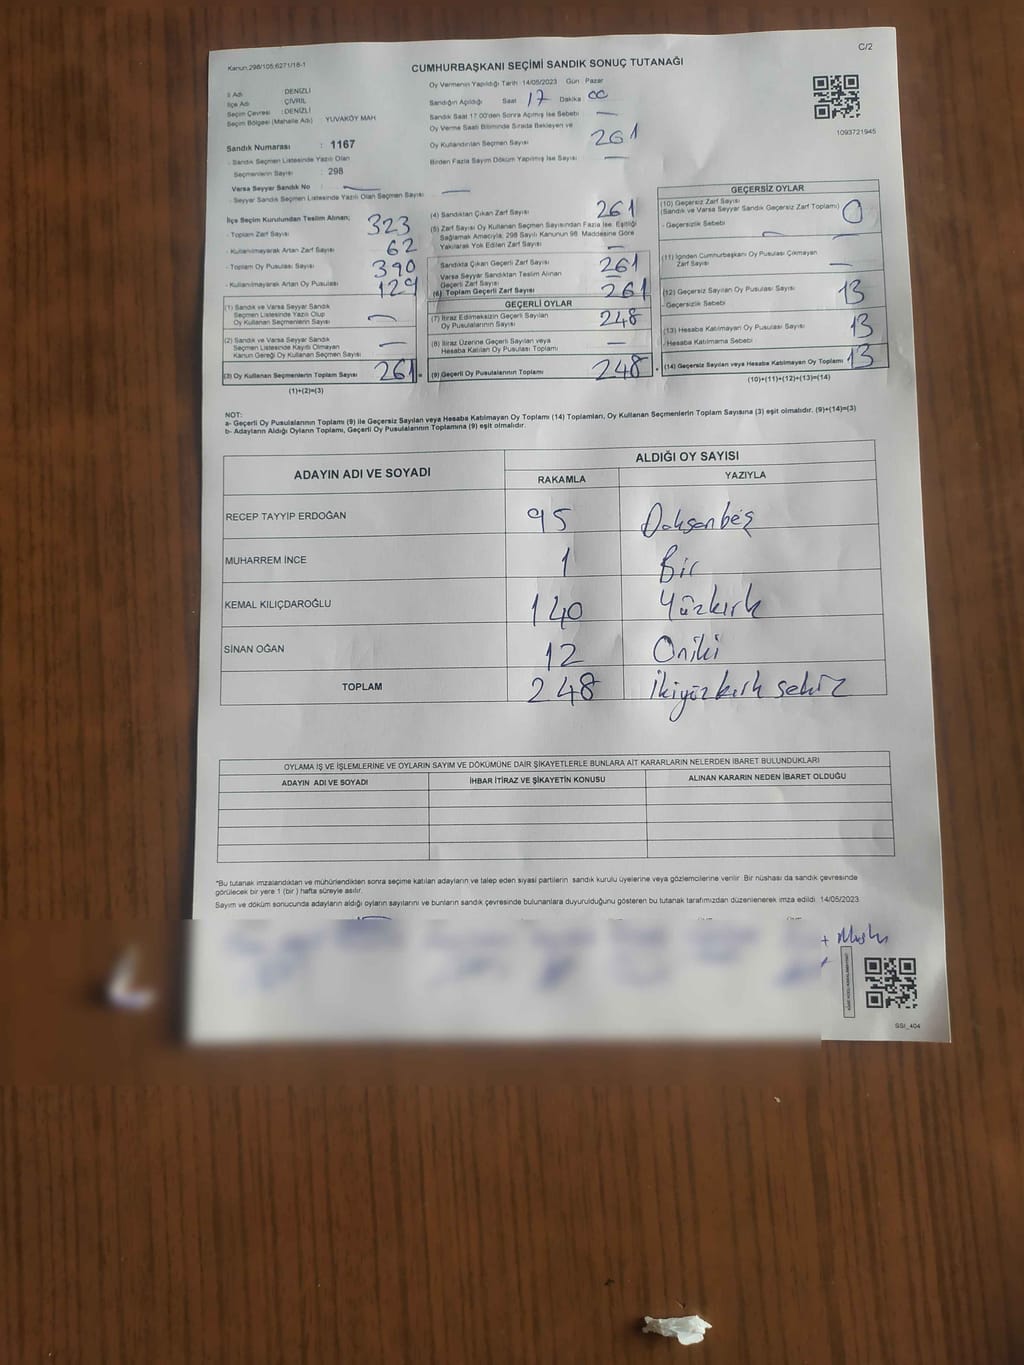 Kanun:298/105;6271/18-1
C/2
CUMHURBAŞKANI SEÇİMİ SANDIK SONUÇ TUTANAĞI
İl Adı : DENİZLİ
İlçe Adı : ÇİVRİL
Seçim Çevresi : DENİZLİ
Seçim Bölgesi (Mahalle Adı) : YUVAKÖY MAH
Sandık Numarası : 1167
- Sandık Seçmen Listesinde Yazılı Olan
Seçmenlerin Sayısı : 298
Varsa Seyyar Sandık No —
- Seyyar Sandık Seçmen Listesinde Yazılı Olan Seçmen Sayısı —
Oy Vermenin Yapıldığı Tarih 14/05/2023 Gün : Pazar
Sandığın Açıldığı Saat 17 Dakika 00
Sandık Saat 17.00'den Sonra Açılmış İse Sebebi —
Oy Verme Saati Bitiminde Sırada Bekleyen ve
Oy Kullandırılan Seçmen Sayısı 261
Birden Fazla Sayım Döküm Yapılmış İse Sayısı —
1093721945
İlçe Seçim Kurulundan Teslim Alınan;
- Toplam Zarf Sayısı 323
- Kullanılmayarak Artan Zarf Sayısı 62
- Toplam Oy Pusulası Sayısı 390
- Kullanılmayarak Artan Oy Pusulası 129
(1) Sandık ve Varsa Seyyar Sandık
Seçmen Listesinde Yazılı Olup
Oy Kullanan Seçmenlerin Sayısı —
(2) Sandık ve Varsa Seyyar Sandık
Seçmen Listesinde Kayıtlı Olmayan
Kanun Gereği Oy Kullanan Seçmen Sayısı —
(3) Oy Kullanan Seçmenlerin Toplam Sayısı 261 =
(1)+(2)=(3)
(4) Sandıktan Çıkan Zarf Sayısı 261
(5) Zarf Sayısı Oy Kullanan Seçmen Sayısından Fazla İse, Eşitliği
Sağlamak Amacıyla, 298 Sayılı Kanunun 98. Maddesine Göre
Yakılarak Yok Edilen Zarf Sayısı —
Sandıkta Çıkan Geçerli Zarf Sayısı 261
Varsa Seyyar Sandıktan Teslim Alınan
Geçerli Zarf Sayısı —
(6) Toplam Geçerli Zarf Sayısı 261
GEÇERLİ OYLAR
(7) İtiraz Edilmeksizin Geçerli Sayılan
Oy Pusulasının Sayısı 248
(8) İtiraz Üzerine Geçerli Sayılan veya
Hesaba Katılan Oy Pusulası Toplamı —
(9) Geçerli Oy Pusulalarının Toplamı 248 +
GEÇERSİZ OYLAR
(10) Geçersiz Zarf Sayısı
(Sandık ve Varsa Seyyar Sandık Geçersiz Zarf Toplamı) 0
- Geçersizlik Sebebi — —
(11) İçinden Cumhurbaşkanı Oy Pusulası Çıkmayan
Zarf Sayısı —
(12) Geçersiz Sayılan Oy Pusulası Sayısı 13
- Geçersizlik Sebebi
(13) Hesaba Katılmayan Oy Pusulası Sayısı 13
- Hesaba Katılmama Sebebi
(14) Geçersiz Sayılan veya Hesaba Katılmayan Oy Toplamı 13
(10)+(11)+(12)+(13)=(14)
NOT:
a- Geçerli Oy Pusulalarının Toplamı (9) ile Geçersiz Sayılan veya Hesaba Katılmayan Oy Toplamı (14) Toplamları, Oy Kullanan Seçmenlerin Toplam Sayısına (3) eşit olmalıdır. (9)+(14)=(3)
b- Adayların Aldığı Oyların Toplamı, Geçerli Oy Pusulalarının Toplamına (9) eşit olmalıdır.
ADAYIN ADI VE SOYADI
ALDIĞI OY SAYISI
RAKAMLA YAZIYLA
RECEP TAYYİP ERDOĞAN 95 Doksanbeş
MUHARREM İNCE 1 Bir
KEMAL KILIÇDAROĞLU 140 Yüzkırk
SİNAN OĞAN 12 Oniki
TOPLAM 248 İkiyüzkırk sekiz
OYLAMA İŞ VE İŞLEMLERİNE VE OYLARIN SAYIM VE DÖKÜMÜNE DAİR ŞİKAYETLERLE BUNLARA AİT KARARLARIN NELERDEN İBARET BULUNDUKLARI
ADAYIN ADI VE SOYADI İHBAR İTİRAZ VE ŞİKAYETİN KONUSU ALINAN KARARIN NEDEN İBARET OLDUĞU
*Bu tutanak imzalandıktan ve mühürlendikten sonra seçime katılan adayların ve talep eden siyasi partilerin sandık kurulu üyelerine veya gözlemcilerine verilir. Bir nüshası da sandık çevresinde
görülecek bir yere 1 (bir) hafta süreyle asılır.
Sayım ve döküm sonucunda adayların aldığı oyların sayılarını ve bunların sandık çevresinde bulunanlara duyurulduğunu gösteren bu tutanak tarafımızdan düzenlenerek imza edildi. 14/05/2023
SSI_404